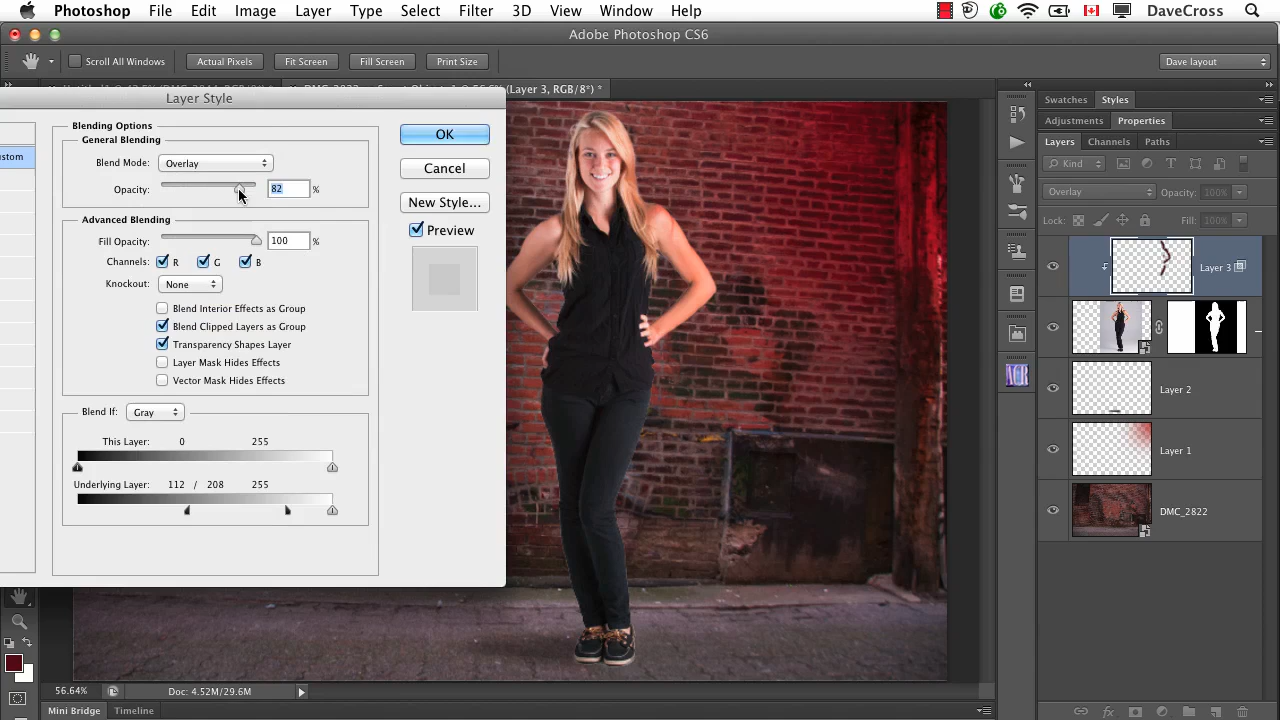 Photoshop File Edit Image Layer Type Select Filter 3D View Window Help DaveCross
Adobe Photoshop CS6
Scroll All Windows Actual Pixels Fit Screen Fill Screen Print Size Dave layout
(Layer 3, RGB/8*) *
Layer Style
Swatches Styles
Adjustments Properties
Layers Channels Paths
Kind
Overlay Opacity: 100%
Lock: Fill: 100%
Layer 3
Layer 2
Layer 1
DMC_2822
ustom
Blending Options
General Blending
Blend Mode: Overlay
Opacity: 82 %
Advanced Blending
Fill Opacity: 100 %
Channels: R G B
Knockout: None
Blend Interior Effects as Group
Blend Clipped Layers as Group
Transparency Shapes Layer
Layer Mask Hides Effects
Vector Mask Hides Effects
Blend If: Gray
This Layer: 0 255
Underlying Layer: 112 / 208 255
OK
Cancel
New Style...
Preview
56.64% Doc: 4.52M/29.6M
Mini Bridge Timeline
fx